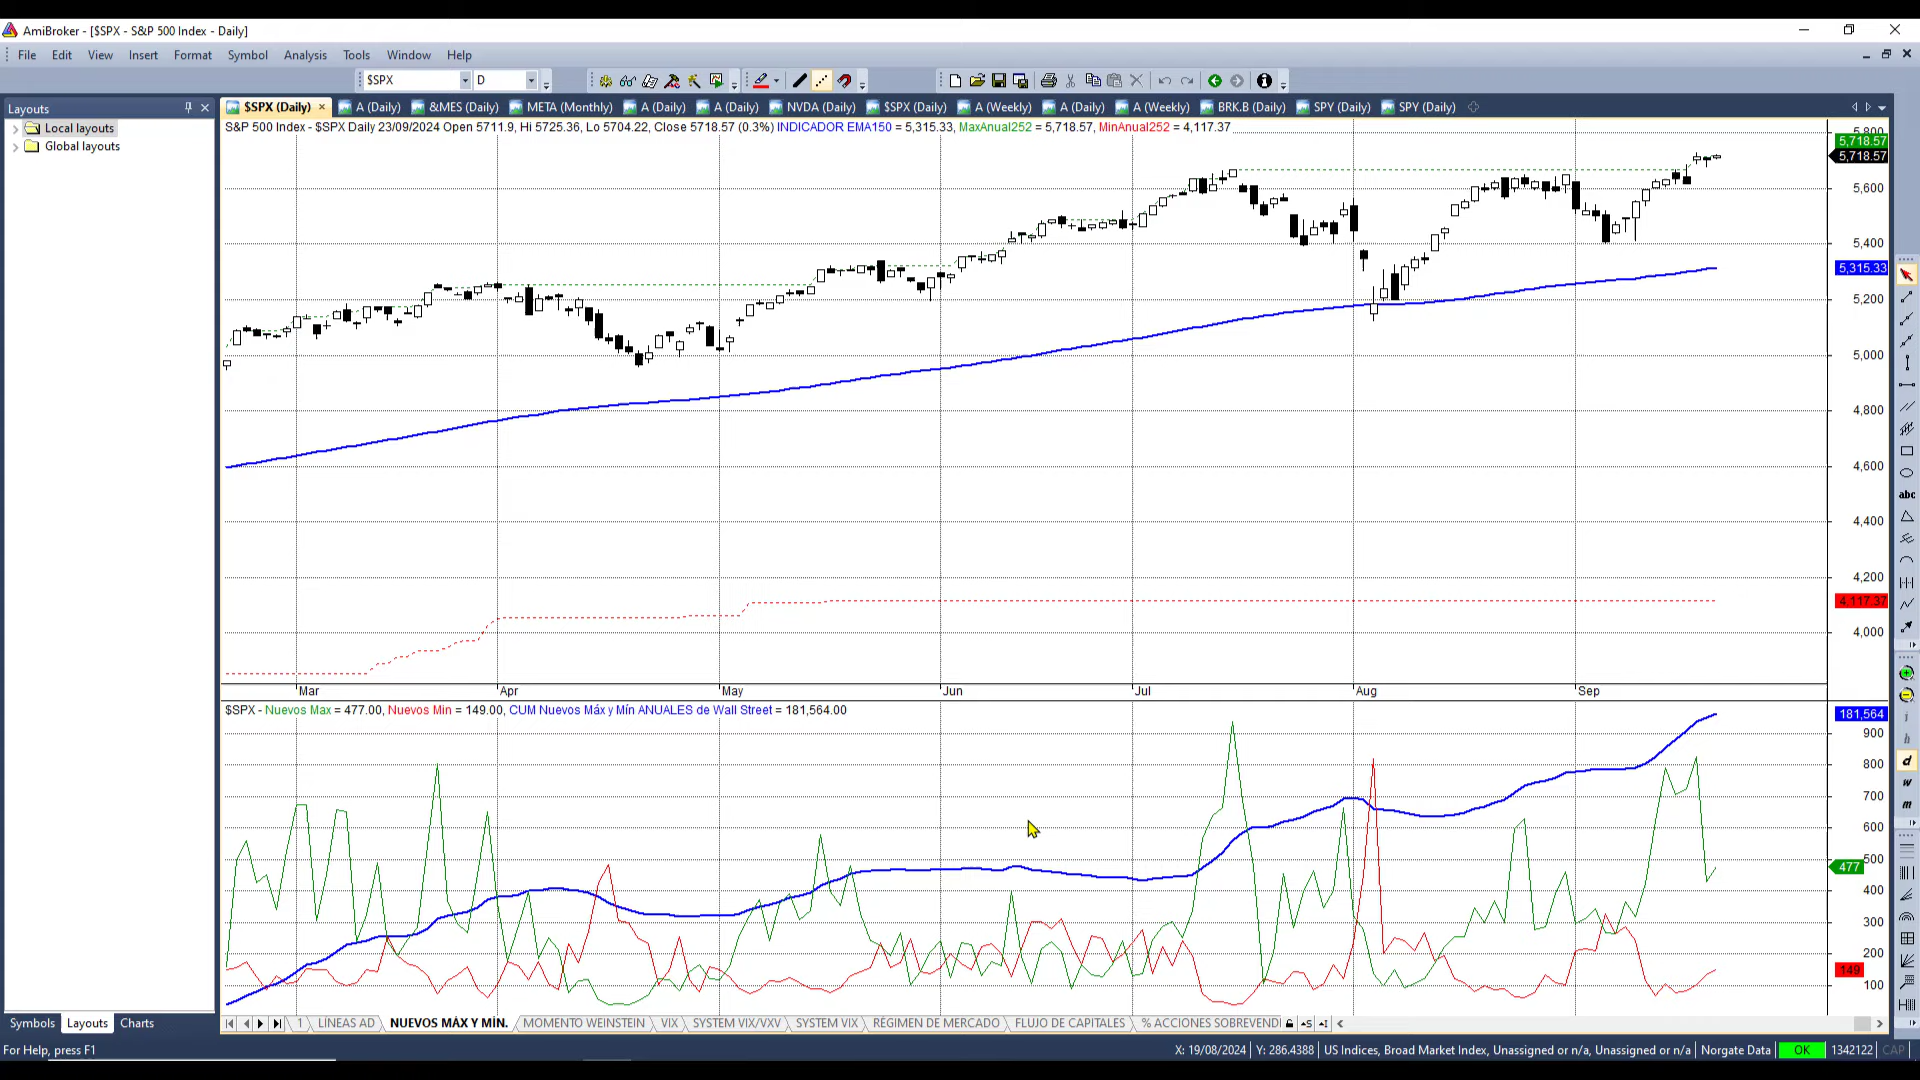 AmiBroker - [$SPX - S&P 500 Index - Daily]
File Edit View Insert Format Symbol Analysis Tools Window Help
$SPX D
Layouts
$SPX (Daily) A (Daily) &MES (Daily) META (Monthly) A (Daily) A (Daily) NVDA (Daily) $SPX (Daily) A (Weekly) A (Daily) A (Weekly) BRK.B (Daily) SPY (Daily) SPY (Daily)
Local layouts
Global layouts
S&P 500 Index - $SPX Daily 23/09/2024 Open 5711.9, Hi 5725.36, Lo 5704.22, Close 5718.57 (0.3%) INDICADOR EMA150 = 5,315.33, MaxAnual252 = 5,718.57, MinAnual252 = 4,117.37
5,800
5,718.57
5,718.57
5,600
5,400
5,315.33
5,200
5,000
4,800
4,600
4,400
4,200
4,117.37
4,000
Mar Apr May Jun Jul Aug Sep
$SPX - Nuevos Max = 477.00, Nuevos Min = 149.00, CUM Nuevos Máx y Mín ANUALES de Wall Street = 181,564.00
181,564
900
800
700
600
500
477
400
300
200
149
100
abc
i
h
d
w
m
Symbols Layouts Charts
1 LÍNEAS AD NUEVOS MÁX Y MÍN. MOMENTO WEINSTEIN VIX SYSTEM VIX/VXV SYSTEM VIX RÉGIMEN DE MERCADO FLUJO DE CAPITALES % ACCIONES SOBREVENDI
For Help, press F1
X: 19/08/2024 Y: 286.4388 US Indices, Broad Market Index, Unassigned or n/a, Unassigned or n/a Norgate Data OK 1342122 CAP